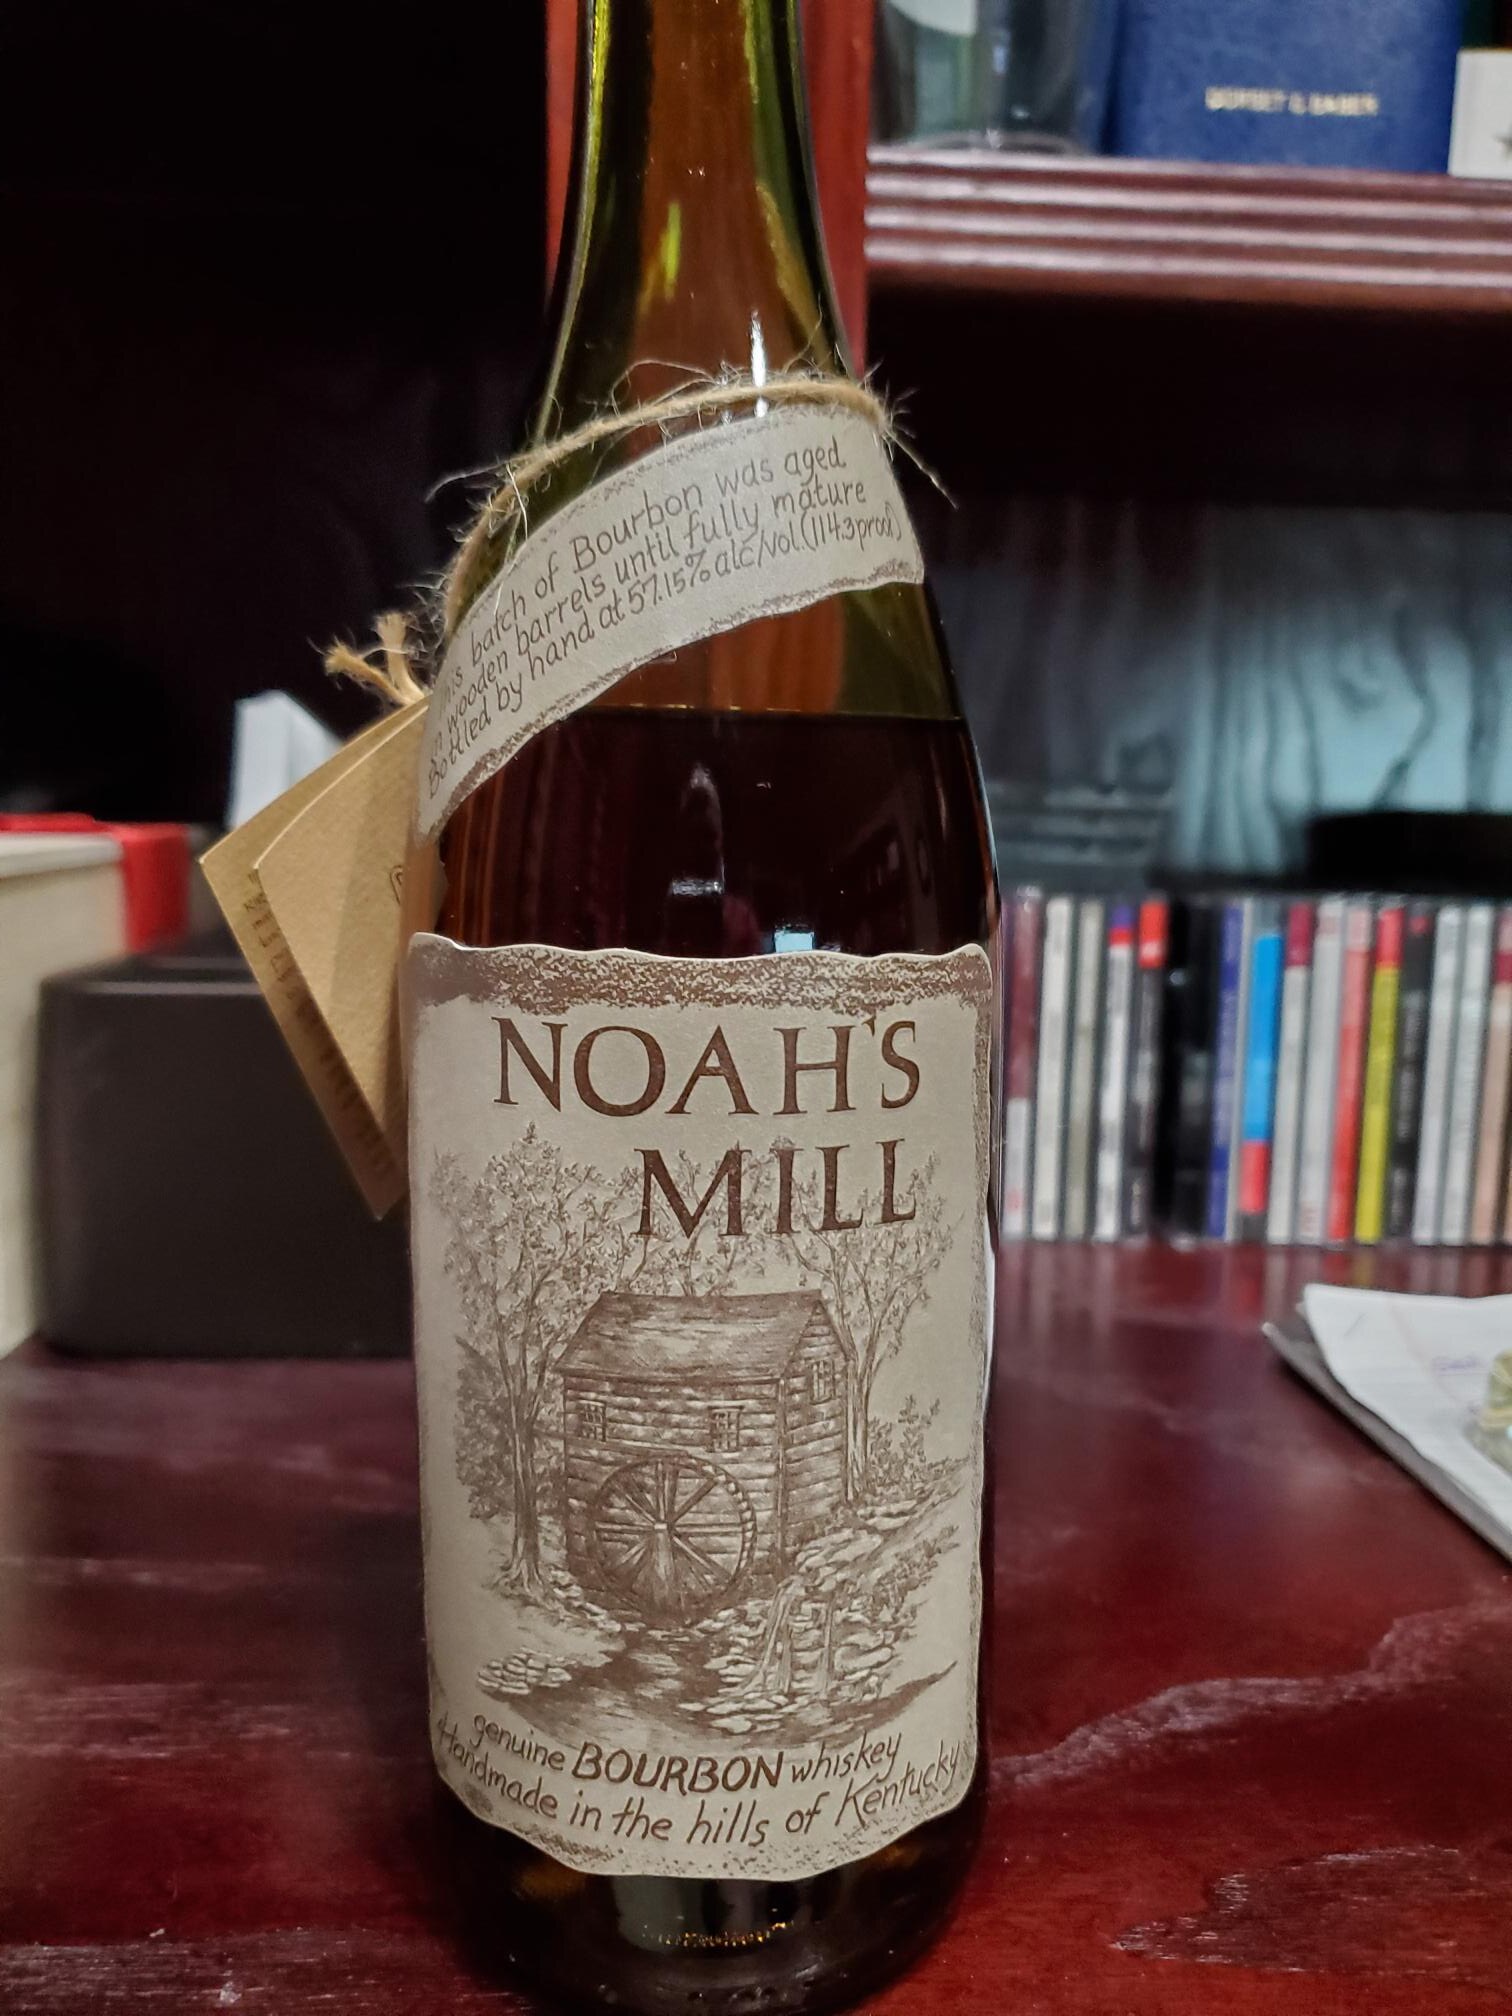 his batch of Bourbon was aged
n wooden barrels until fully mature
Bottled by hand at 57.15% alc/vol. (114.3 proof)
NOAH'S
MILL
genuine BOURBON whiskey
Handmade in the hills of Kentucky